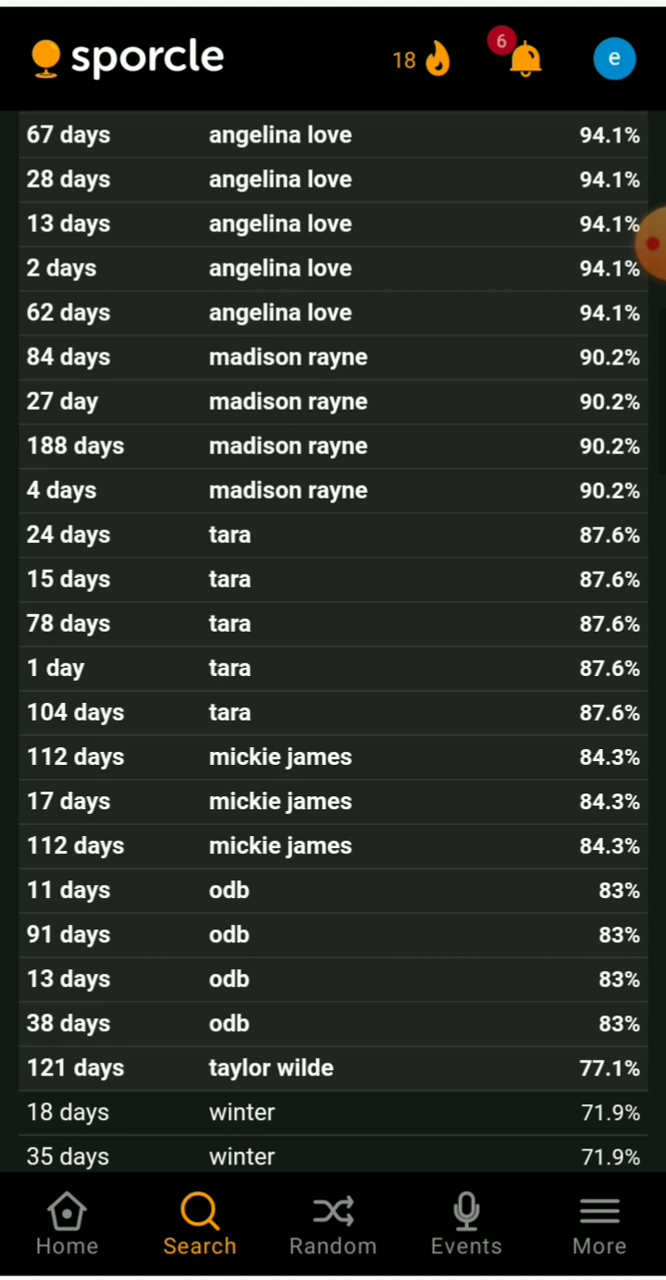 sporcle 18 6 e
67 days angelina love 94.1%
28 days angelina love 94.1%
13 days angelina love 94.1%
2 days angelina love 94.1%
62 days angelina love 94.1%
84 days madison rayne 90.2%
27 day madison rayne 90.2%
188 days madison rayne 90.2%
4 days madison rayne 90.2%
24 days tara 87.6%
15 days tara 87.6%
78 days tara 87.6%
1 day tara 87.6%
104 days tara 87.6%
112 days mickie james 84.3%
17 days mickie james 84.3%
112 days mickie james 84.3%
11 days odb 83%
91 days odb 83%
13 days odb 83%
38 days odb 83%
121 days taylor wilde 77.1%
18 days winter 71.9%
35 days winter 71.9%
Home Search Random Events More